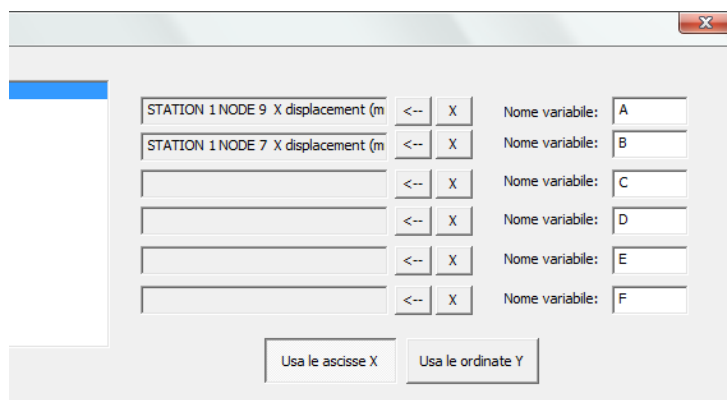 X
STATION 1 NODE 9 X displacement (m <-- X Nome variabile: A
STATION 1 NODE 7 X displacement (m <-- X Nome variabile: B
<-- X Nome variabile: C
<-- X Nome variabile: D
<-- X Nome variabile: E
<-- X Nome variabile: F
Usa le ascisse X Usa le ordinate Y